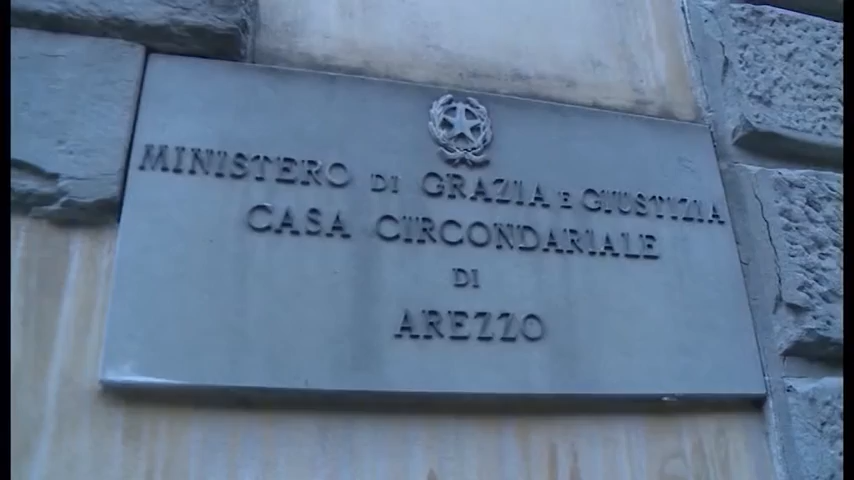 MINISTERO DI GRAZIA E GIUSTIZIA
CASA CIRCONDARIALE
DI
AREZZO